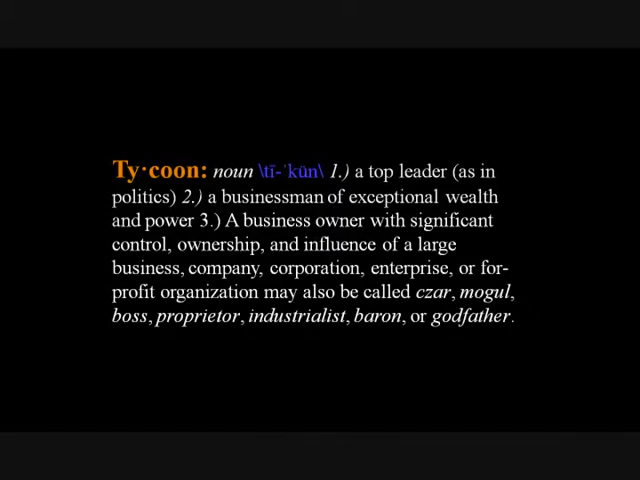 Ty·coon: noun \tī-ˈkün\ 1.) a top leader (as in
politics) 2.) a businessman of exceptional wealth
and power 3.) A business owner with significant
control, ownership, and influence of a large
business, company, corporation, enterprise, or for-
profit organization may also be called czar, mogul,
boss, proprietor, industrialist, baron, or godfather.